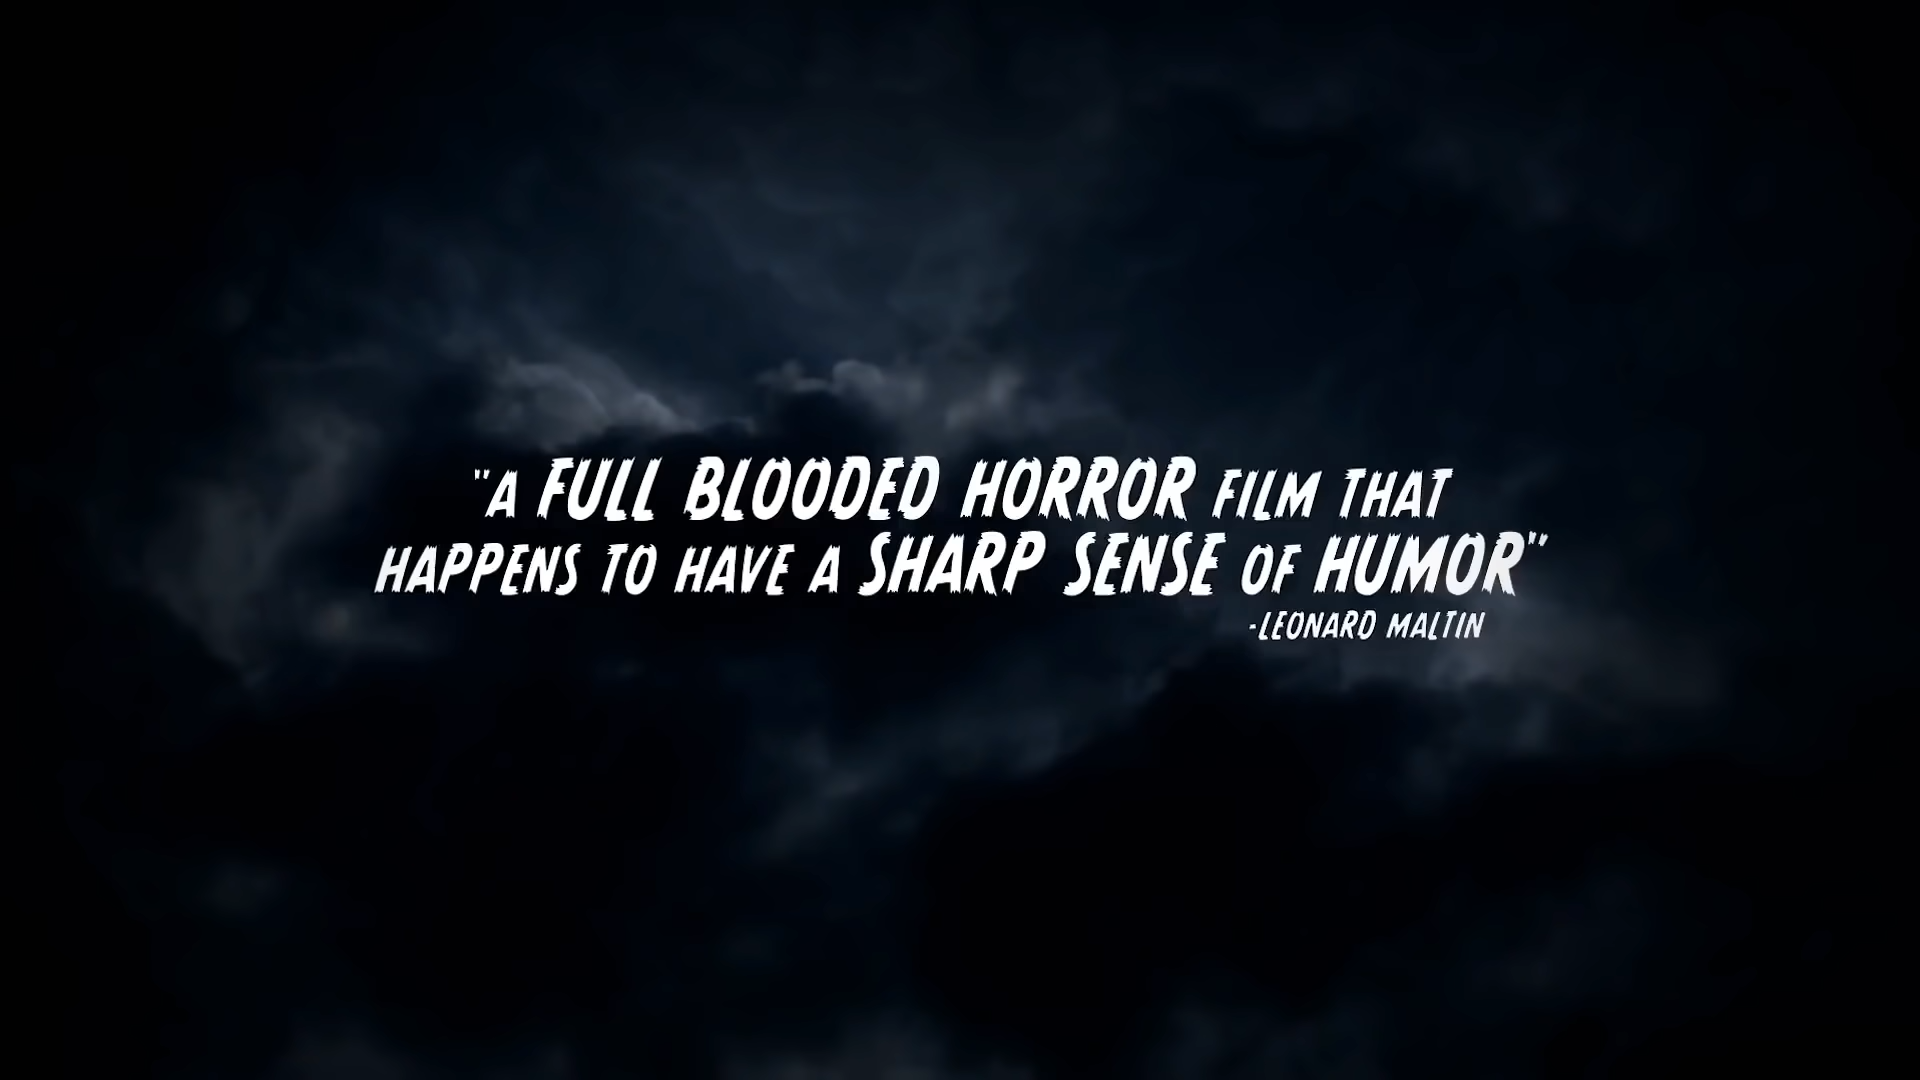 "A FULL BLOODED HORROR FILM THAT
HAPPENS TO HAVE A SHARP SENSE OF HUMOR"
-LEONARD MALTIN